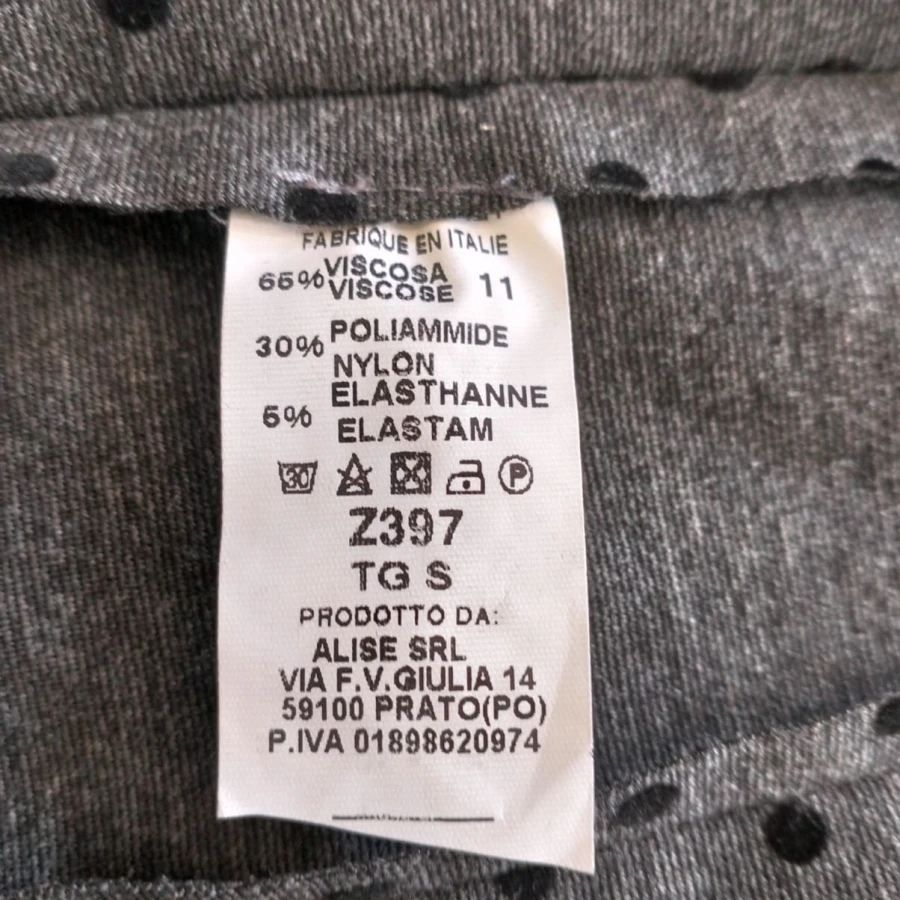 FABRIQUE EN ITALIE
65% VISCOSA 11
VISCOSE
30% POLIAMMIDE
NYLON
5% ELASTHANNE
ELASTAM
30 P
Z397
TG S
PRODOTTO DA:
ALISE SRL
VIA F.V.GIULIA 14
59100 PRATO(PO)
P.IVA 01898620974